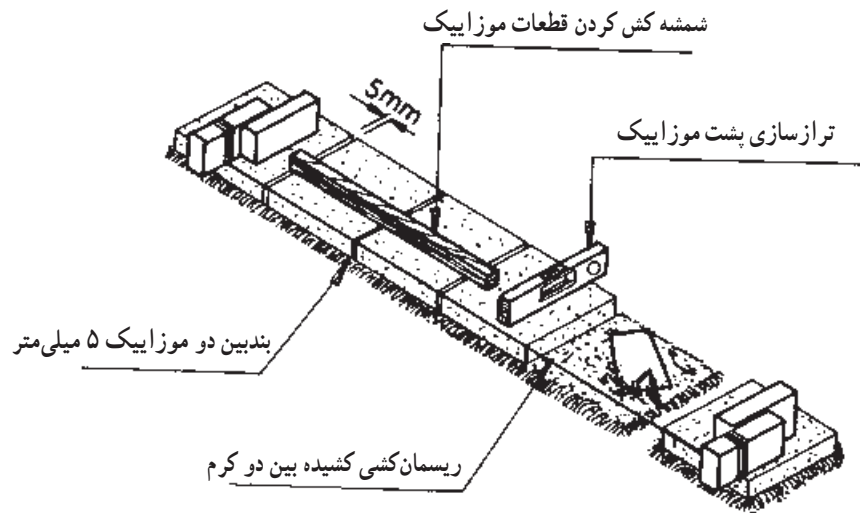 شمشه کش کردن قطعات موزاییک
5mm
ترازسازی پشت موزاییک
بندبین دو موزاییک ۵ میلی‌متر
ریسمان‌کشی کشیده بین دو کرم